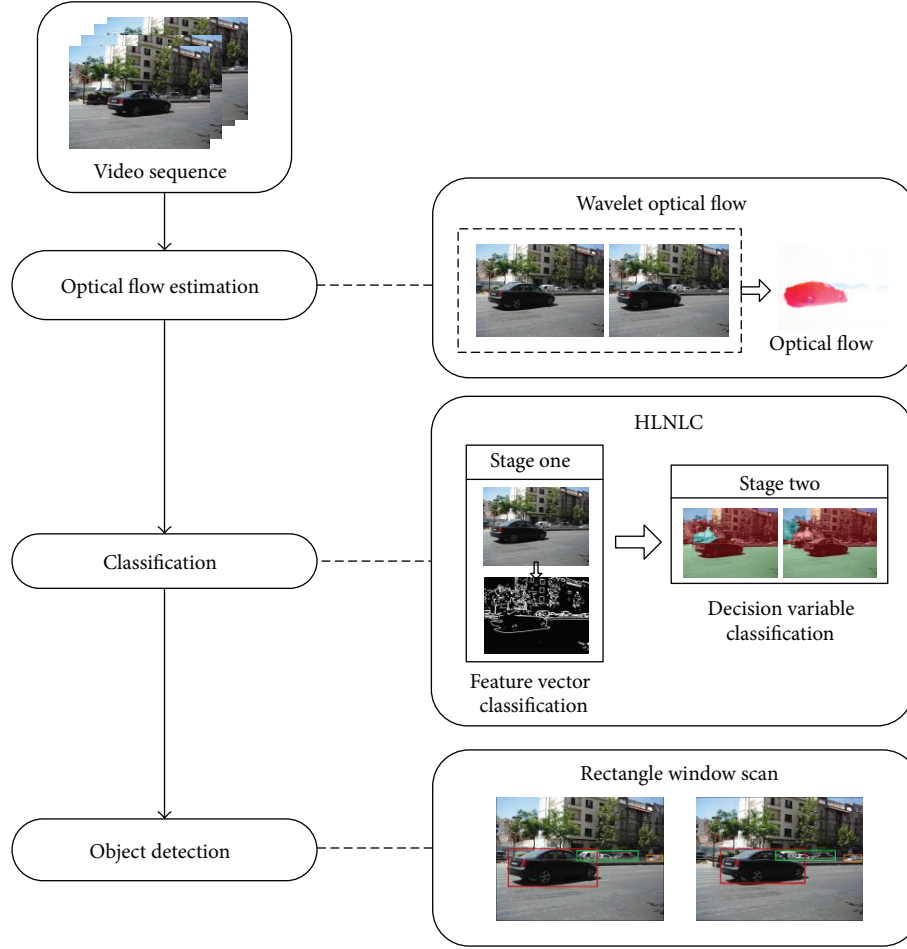 Video sequence
Wavelet optical flow
Optical flow estimation
Optical flow
HLNLC
Stage one
Stage two
Classification
Decision variable
classification
Feature vector
classification
Rectangle window scan
Object detection